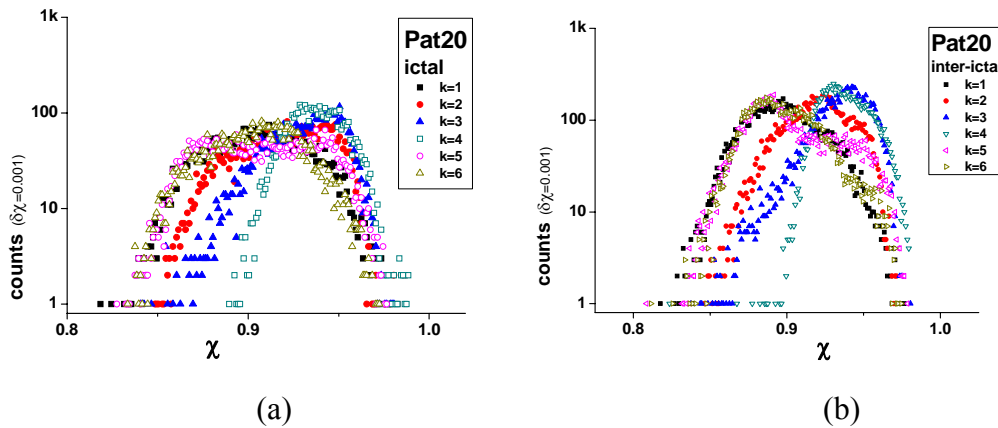 1k
100
10
1
counts (δχ=0.001)
0.8
0.9
1.0
χ
Pat20
ictal
k=1
k=2
k=3
k=4
k=5
k=6
(a)
1k
100
10
1
counts (δχ=0.001)
0.8
0.9
1.0
χ
Pat20
inter-icta
k=1
k=2
k=3
k=4
k=5
k=6
(b)